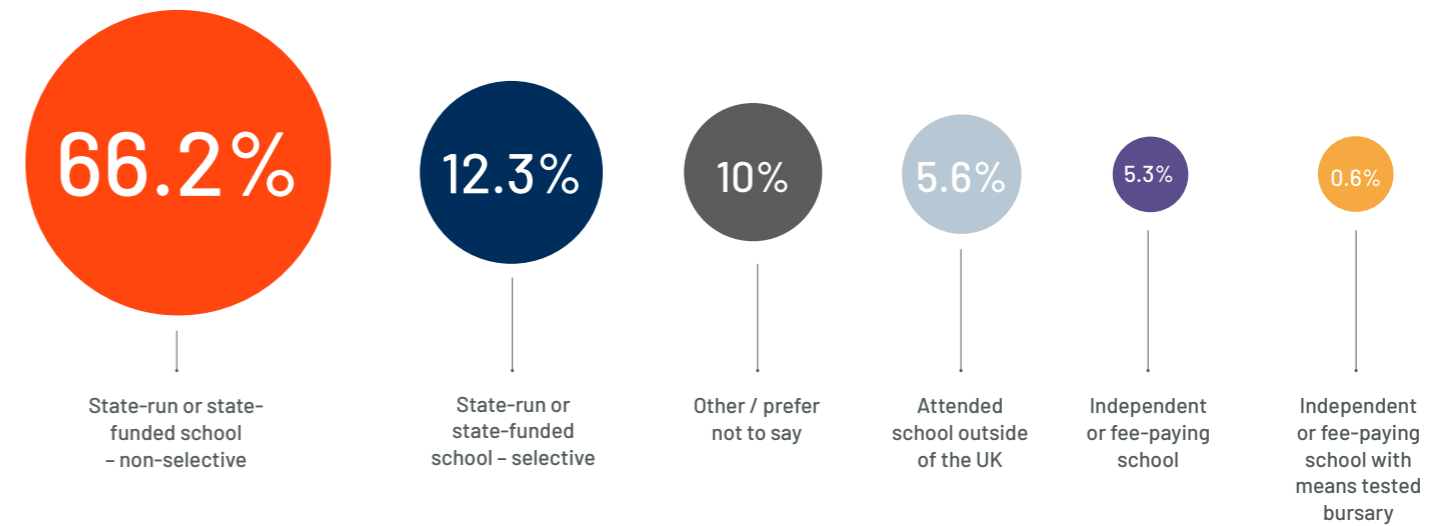 66.2%
12.3%
10%
5.6%
5.3%
0.6%
State-run or state-
funded school
– non-selective
State-run or
state-funded
school – selective
Other / prefer
not to say
Attended
school outside
of the UK
Independent
or fee-paying
school
Independent
or fee-paying
school with
means tested
bursary